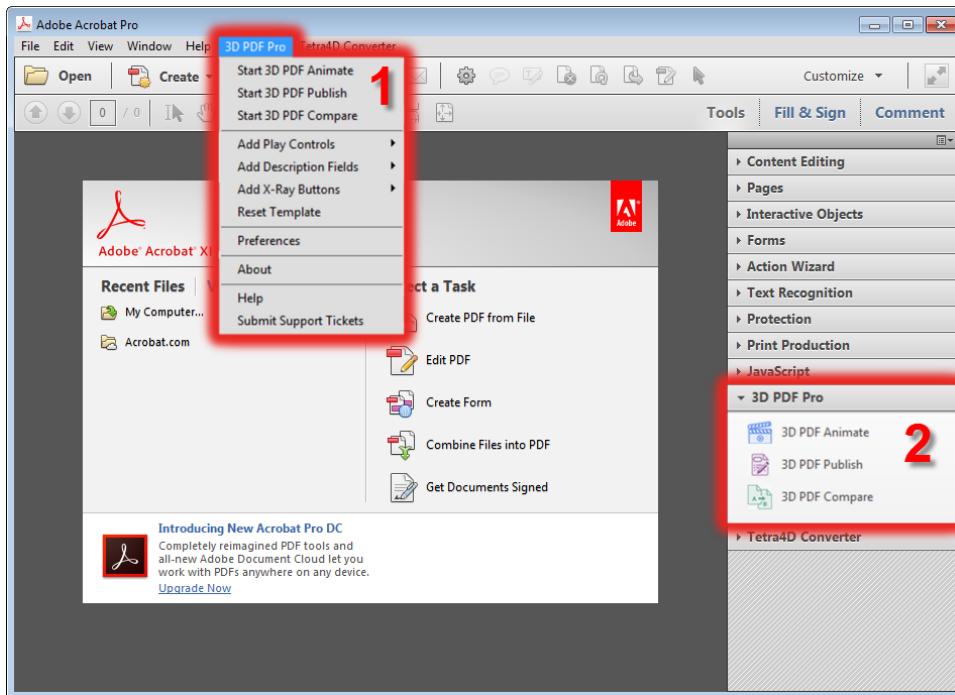 Adobe Acrobat Pro
File Edit View Window Help 3D PDF Pro Tetra4D Converter
Open Create Customize
0 / 0 Tools Fill & Sign Comment
Start 3D PDF Animate
Start 3D PDF Publish
Start 3D PDF Compare
Add Play Controls
Add Description Fields
Add X-Ray Buttons
Reset Template
Preferences
About
Help
Submit Support Tickets
1
Adobe® Acrobat® XI
Adobe
Recent Files
My Computer...
Acrobat.com
ct a Task
Create PDF from File
Edit PDF
Create Form
Combine Files into PDF
Get Documents Signed
Introducing New Acrobat Pro DC
Completely reimagined PDF tools and
all-new Adobe Document Cloud let you
work with PDFs anywhere on any device.
Upgrade Now
Content Editing
Pages
Interactive Objects
Forms
Action Wizard
Text Recognition
Protection
Print Production
JavaScript
3D PDF Pro
3D PDF Animate
3D PDF Publish
3D PDF Compare
2
Tetra4D Converter